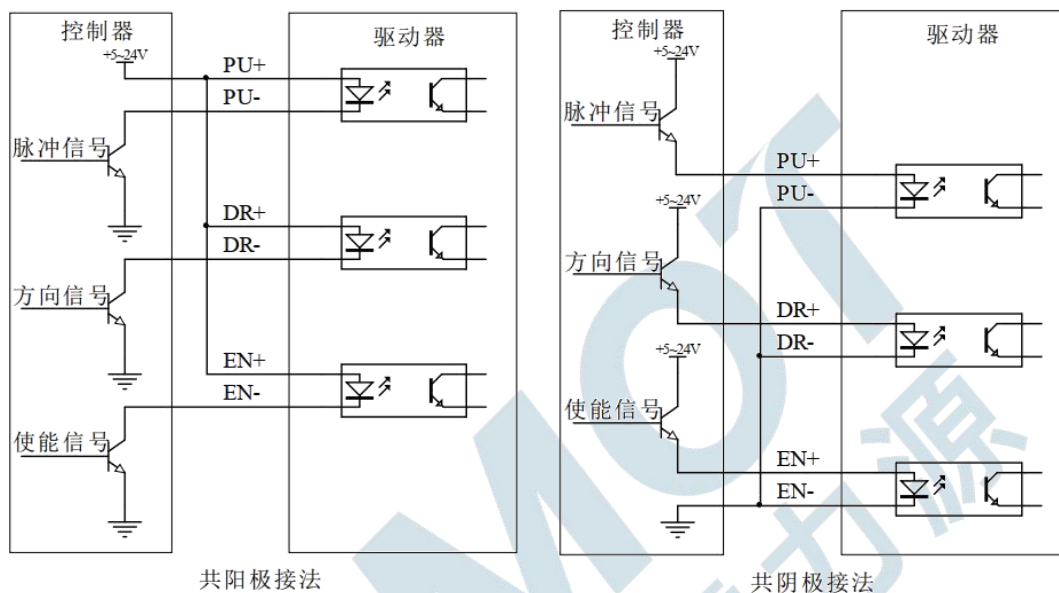 控制器
驱动器
+5~24V
PU+
PU-
脉冲信号
DR+
DR-
方向信号
EN+
EN-
使能信号
共阳极接法
控制器
驱动器
+5~24V
脉冲信号
PU+
PU-
+5~24V
方向信号
DR+
DR-
+5~24V
使能信号
EN+
EN-
共阴极接法
MOT
力源